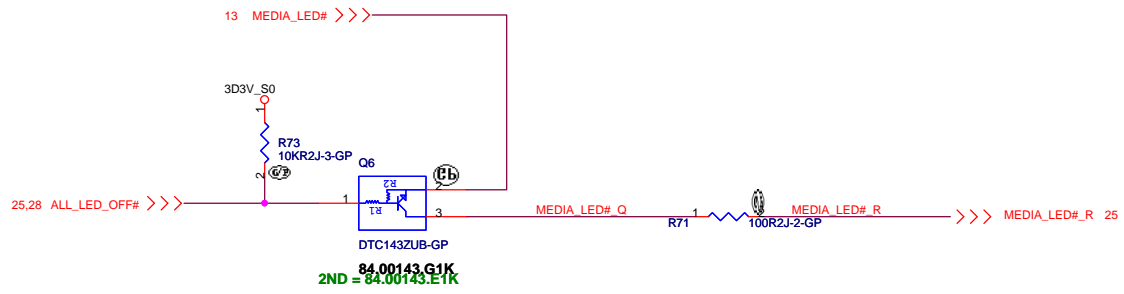 13 MEDIA_LED#
3D3V_S0
1
R73
10KR2J-3-GP
2
G/P
Q6
R2
R1
2
25,28 ALL_LED_OFF#
1
3
MEDIA_LED#_Q
1
R71
MEDIA_LED#_R
100R2J-2-GP
MEDIA_LED#_R 25
DTC143ZUB-GP
84.00143.G1K
2ND = 84.00143.E1K